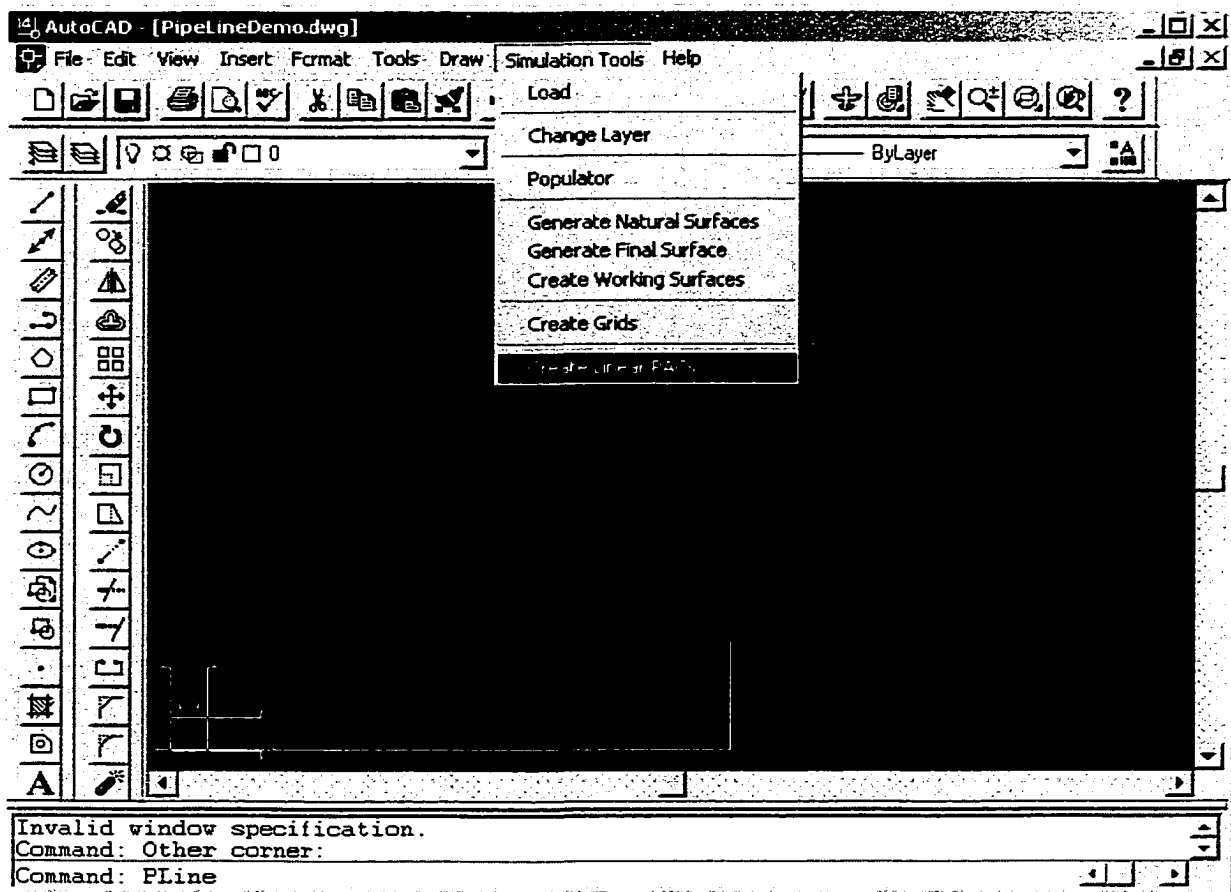 AutoCAD - [PipeLineDemo.dwg]
File Edit View Insert Format Tools Draw Simulation Tools Help
Load
Change Layer
0
ByLayer
Populator
Generate Natural Surfaces
Generate Final Surface
Create Working Surfaces
Create Grids
Create Linear
Invalid window specification.
Command: Other corner:
Command: PLine